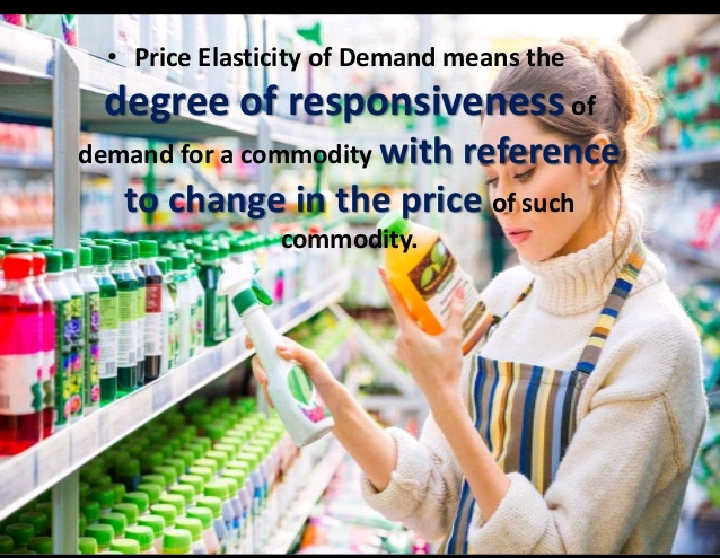 • Price Elasticity of Demand means the
degree of responsiveness of
demand for a commodity with reference
to change in the price of such
commodity.